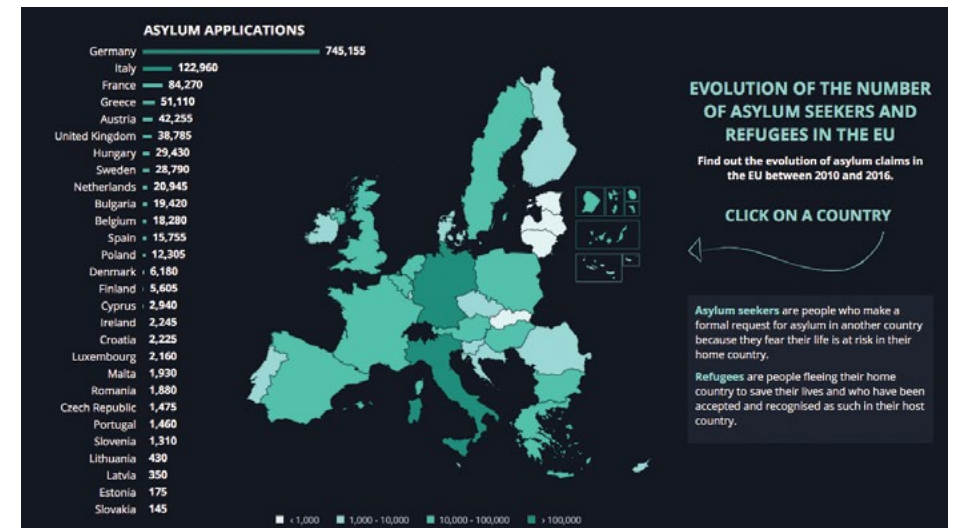 ASYLUM APPLICATIONS
Germany 745,155
Italy 122,960
France 84,270
Greece 51,110
Austria 42,255
United Kingdom 38,785
Hungary 29,430
Sweden 28,790
Netherlands 20,945
Bulgaria 19,420
Belgium 18,280
Spain 15,755
Poland 12,305
Denmark 6,180
Finland 5,605
Cyprus 2,940
Ireland 2,245
Croatia 2,225
Luxembourg 2,160
Malta 1,930
Romania 1,880
Czech Republic 1,475
Portugal 1,460
Slovenia 1,310
Lithuania 430
Latvia 350
Estonia 175
Slovakia 145
‹ 1,000 1,000 - 10,000 10,000 - 100,000 › 100,000
EVOLUTION OF THE NUMBER
OF ASYLUM SEEKERS AND
REFUGEES IN THE EU
Find out the evolution of asylum claims in
the EU between 2010 and 2016.
CLICK ON A COUNTRY
Asylum seekers are people who make a
formal request for asylum in another country
because they fear their life is at risk in their
home country.
Refugees are people fleeing their home
country to save their lives and who have been
accepted and recognised as such in their host
country.